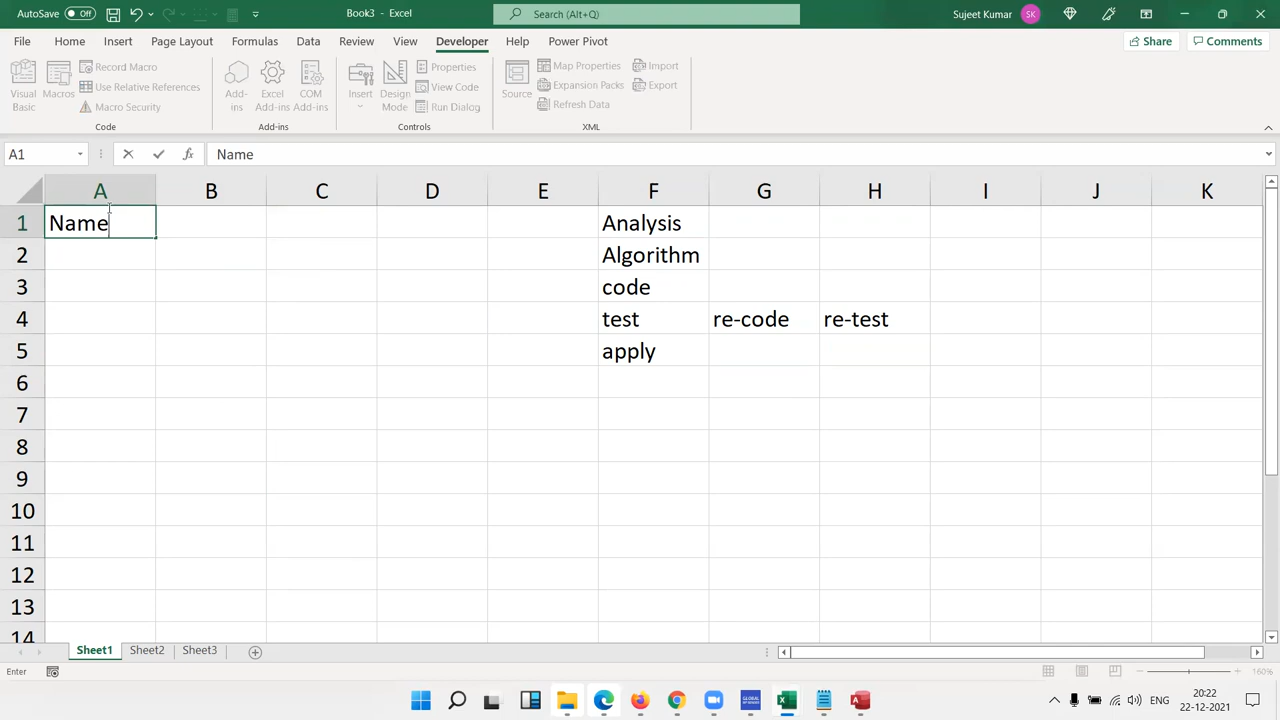 AutoSave Off Book3 - Excel Search (Alt+Q) Sujeet Kumar SK
File Home Insert Page Layout Formulas Data Review View Developer Help Power Pivot Share Comments
Visual Basic
Macros
Record Macro
Use Relative References
Macro Security
Code
Add-ins
Excel Add-ins
COM Add-ins
Add-ins
Insert
Design Mode
Properties
View Code
Run Dialog
Controls
Source
Map Properties
Expansion Packs
Refresh Data
Import
Export
XML
A1 fx Name
A B C D E F G H I J K
1 Name Analysis
2 Algorithm
3 code
4 test re-code re-test
5 apply
6
7
8
9
10
11
12
13
14
Sheet1 Sheet2 Sheet3
Enter 160%
GLOBAL
ENG
20:22
22-12-2021